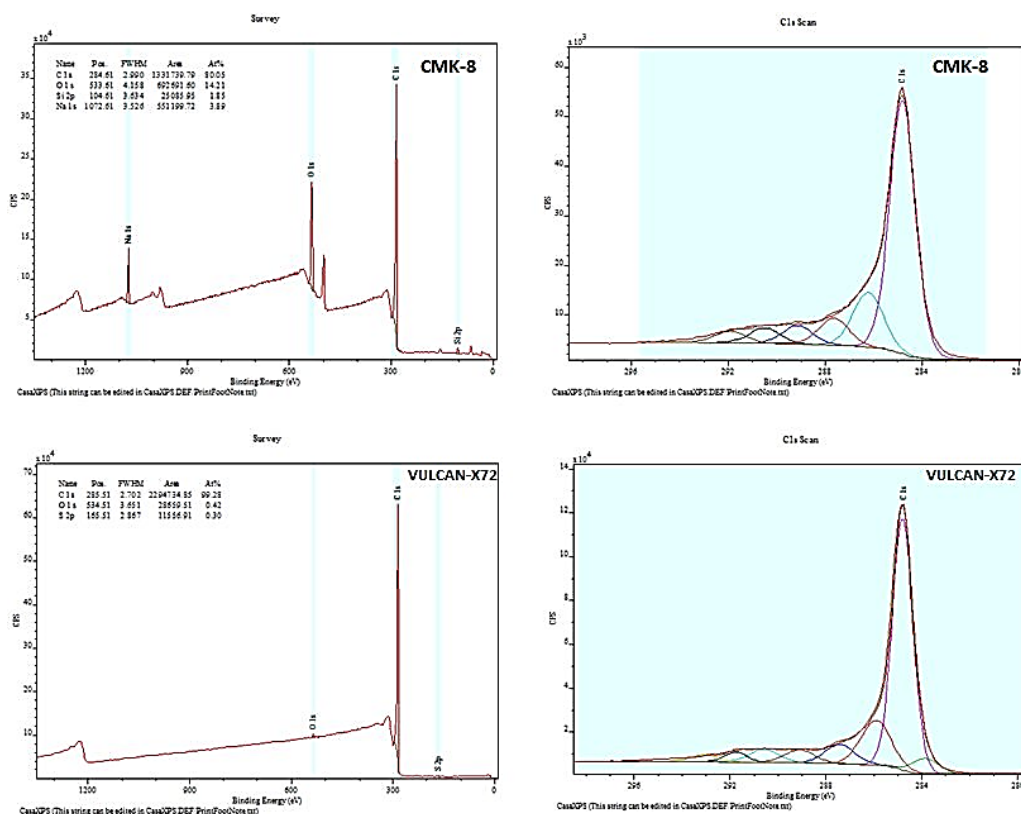 Survey
x 10^4
CMK-8
Name Pos. FWHM Area At%
C 1s 284.61 2.990 1331739.79 80.05
O 1s 533.61 4.158 692691.60 14.21
Si 2p 104.61 3.634 25085.95 1.85
Na 1s 1072.61 3.526 551199.72 3.89
35
30
25
20
15
10
5
CPS
Na 1s
O 1s
C 1s
Si 2p
1200 900 600 300 0
Binding Energy (eV)
CasaXPS (This string can be edited in CasaXPS.DEF/PrintFootNote.txt)
C1s Scan
x 10^3
CMK-8
C 1s
60
50
40
30
20
10
CPS
296 292 288 284 280
Binding Energy (eV)
CasaXPS (This string can be edited in CasaXPS.DEF/PrintFootNote.txt)
Survey
x 10^4
VULCAN-X72
Name Pos. FWHM Area At%
C 1s 285.51 2.702 2294734.85 99.28
O 1s 534.51 3.651 28659.51 0.42
S 2p 165.51 2.867 11556.91 0.30
70
60
50
40
30
20
10
CPS
O 1s
C 1s
S 2p
1200 900 600 300 0
Binding Energy (eV)
CasaXPS (This string can be edited in CasaXPS.DEF/PrintFootNote.txt)
C1s Scan
x 10^4
VULCAN-X72
C 1s
14
12
10
8
6
4
2
CPS
296 292 288 284 280
Binding Energy (eV)
CasaXPS (This string can be edited in CasaXPS.DEF/PrintFootNote.txt)